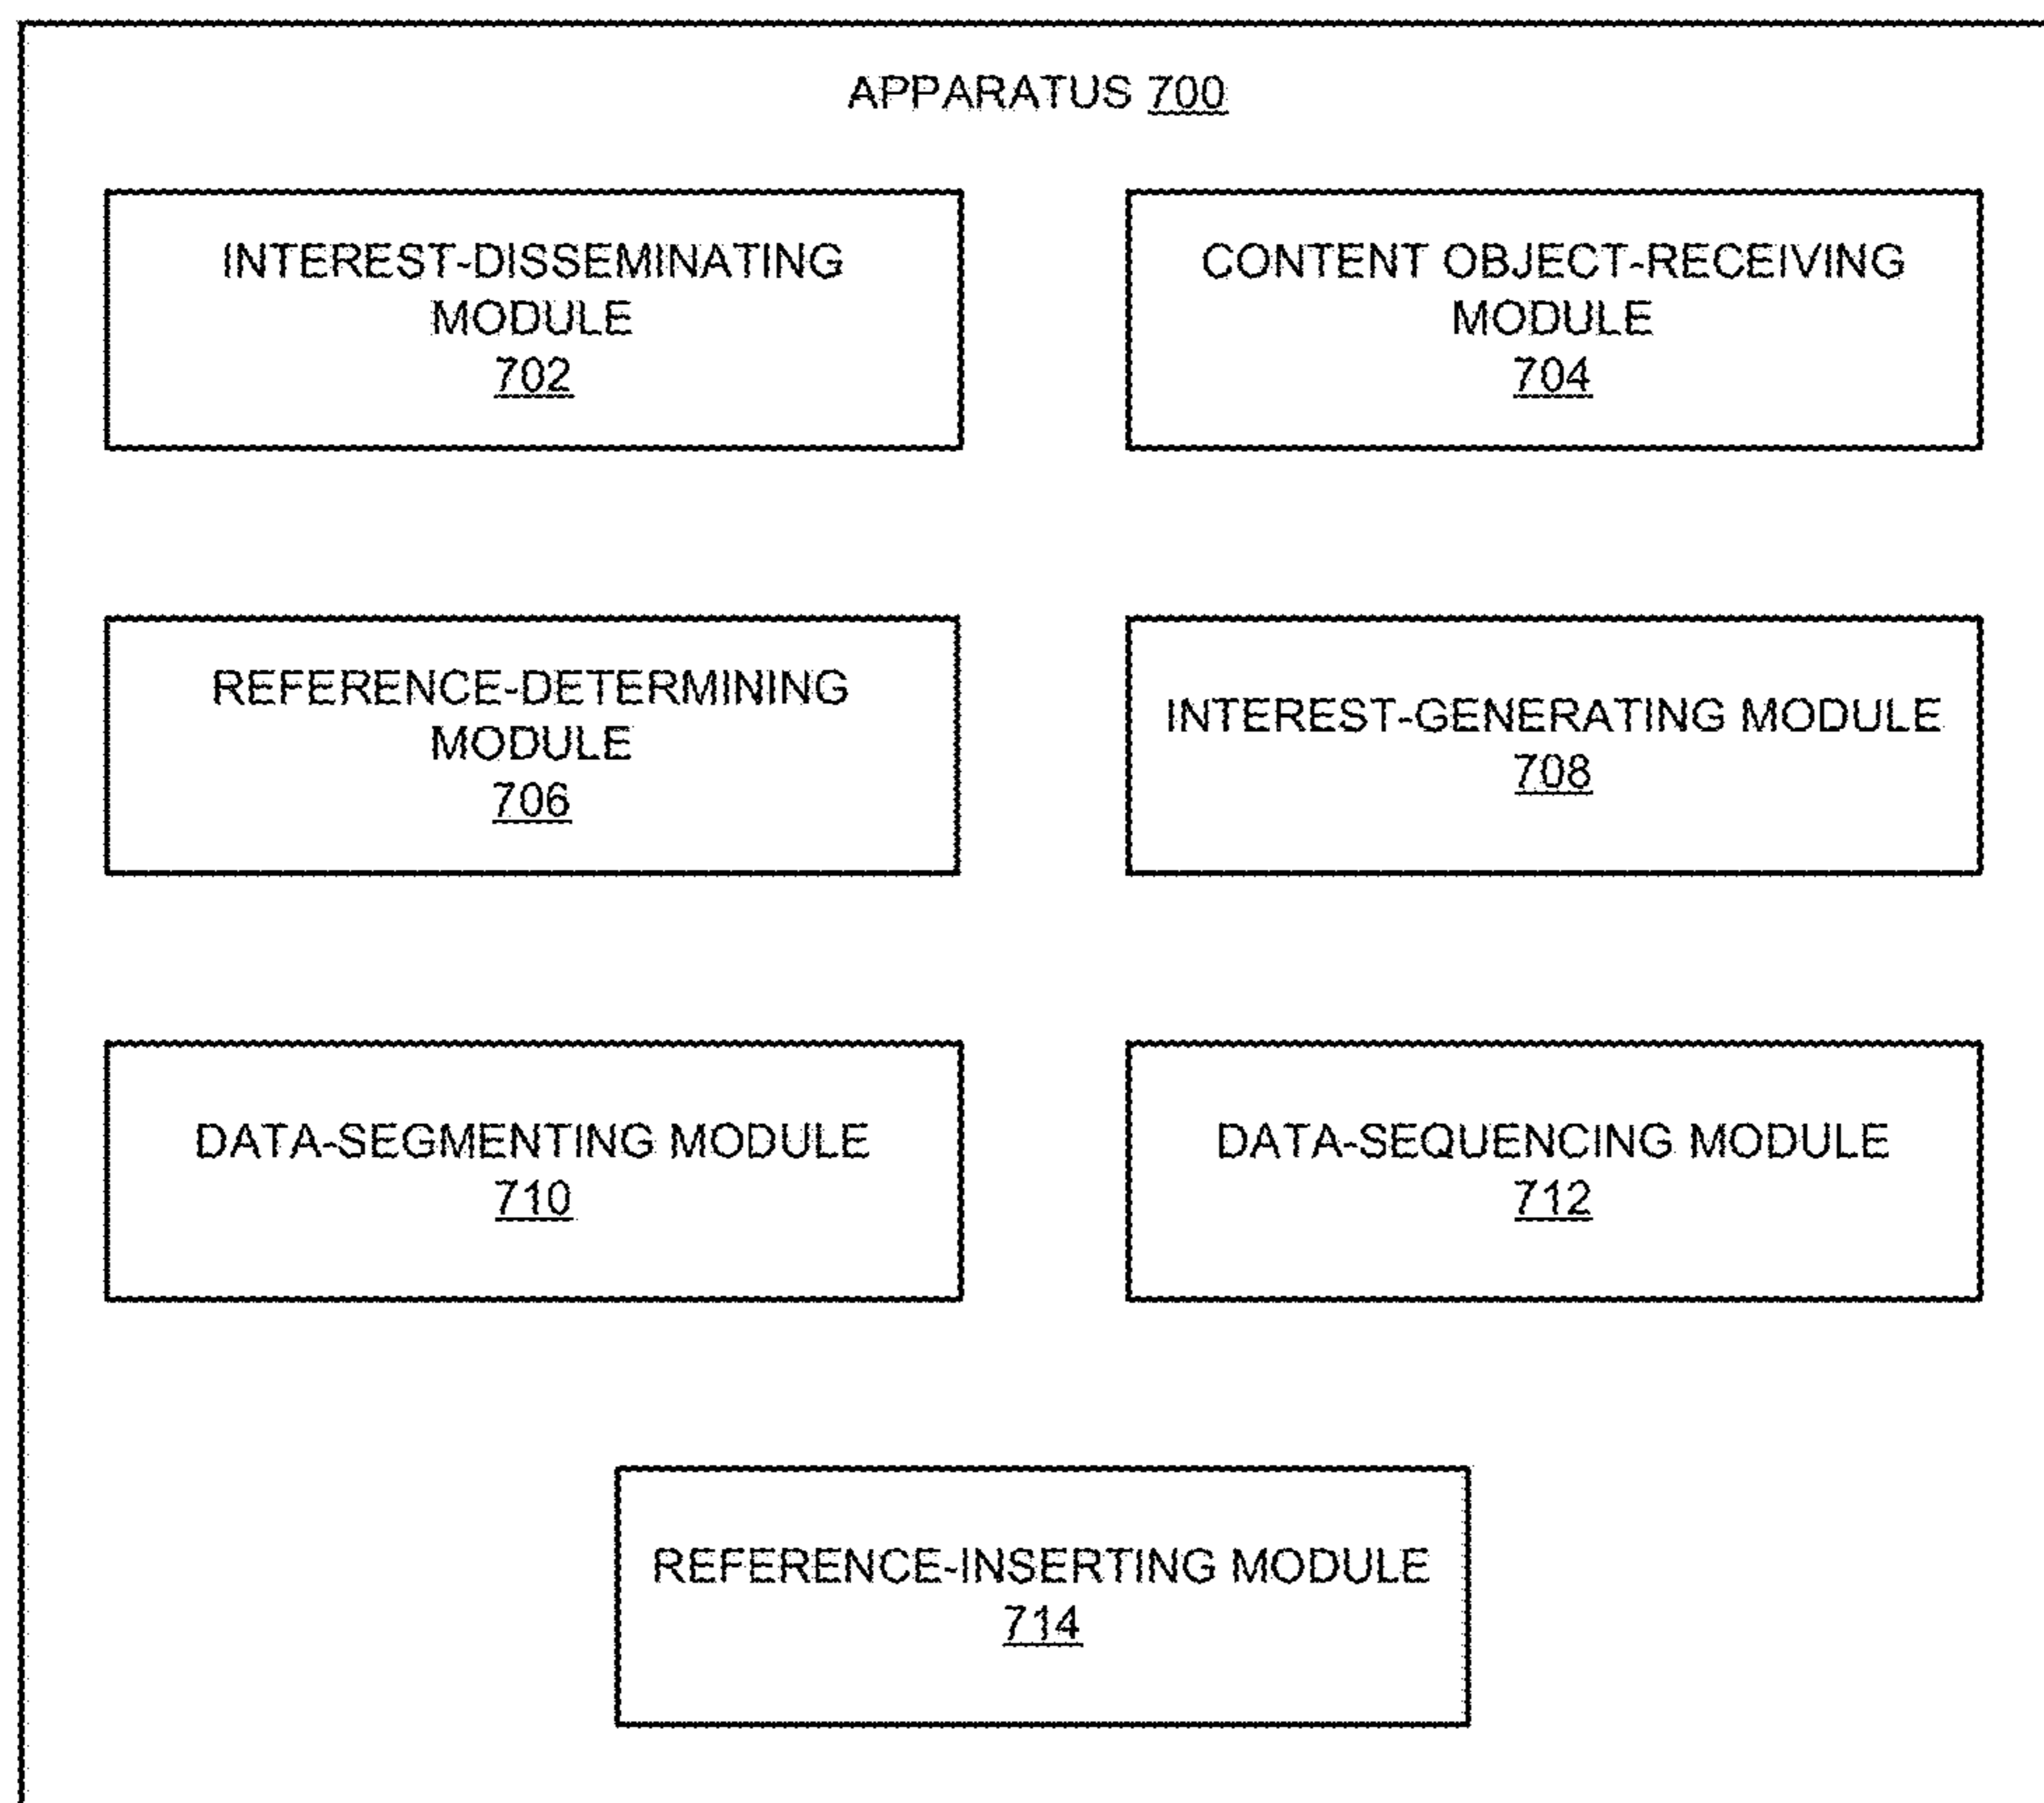 APPARATUS 700
INTEREST-DISSEMINATING
MODULE
702
CONTENT OBJECT-RECEIVING
MODULE
704
REFERENCE-DETERMINING
MODULE
706
INTEREST-GENERATING MODULE
708
DATA-SEGMENTING MODULE
710
DATA-SEQUENCING MODULE
712
REFERENCE-INSERTING MODULE
714